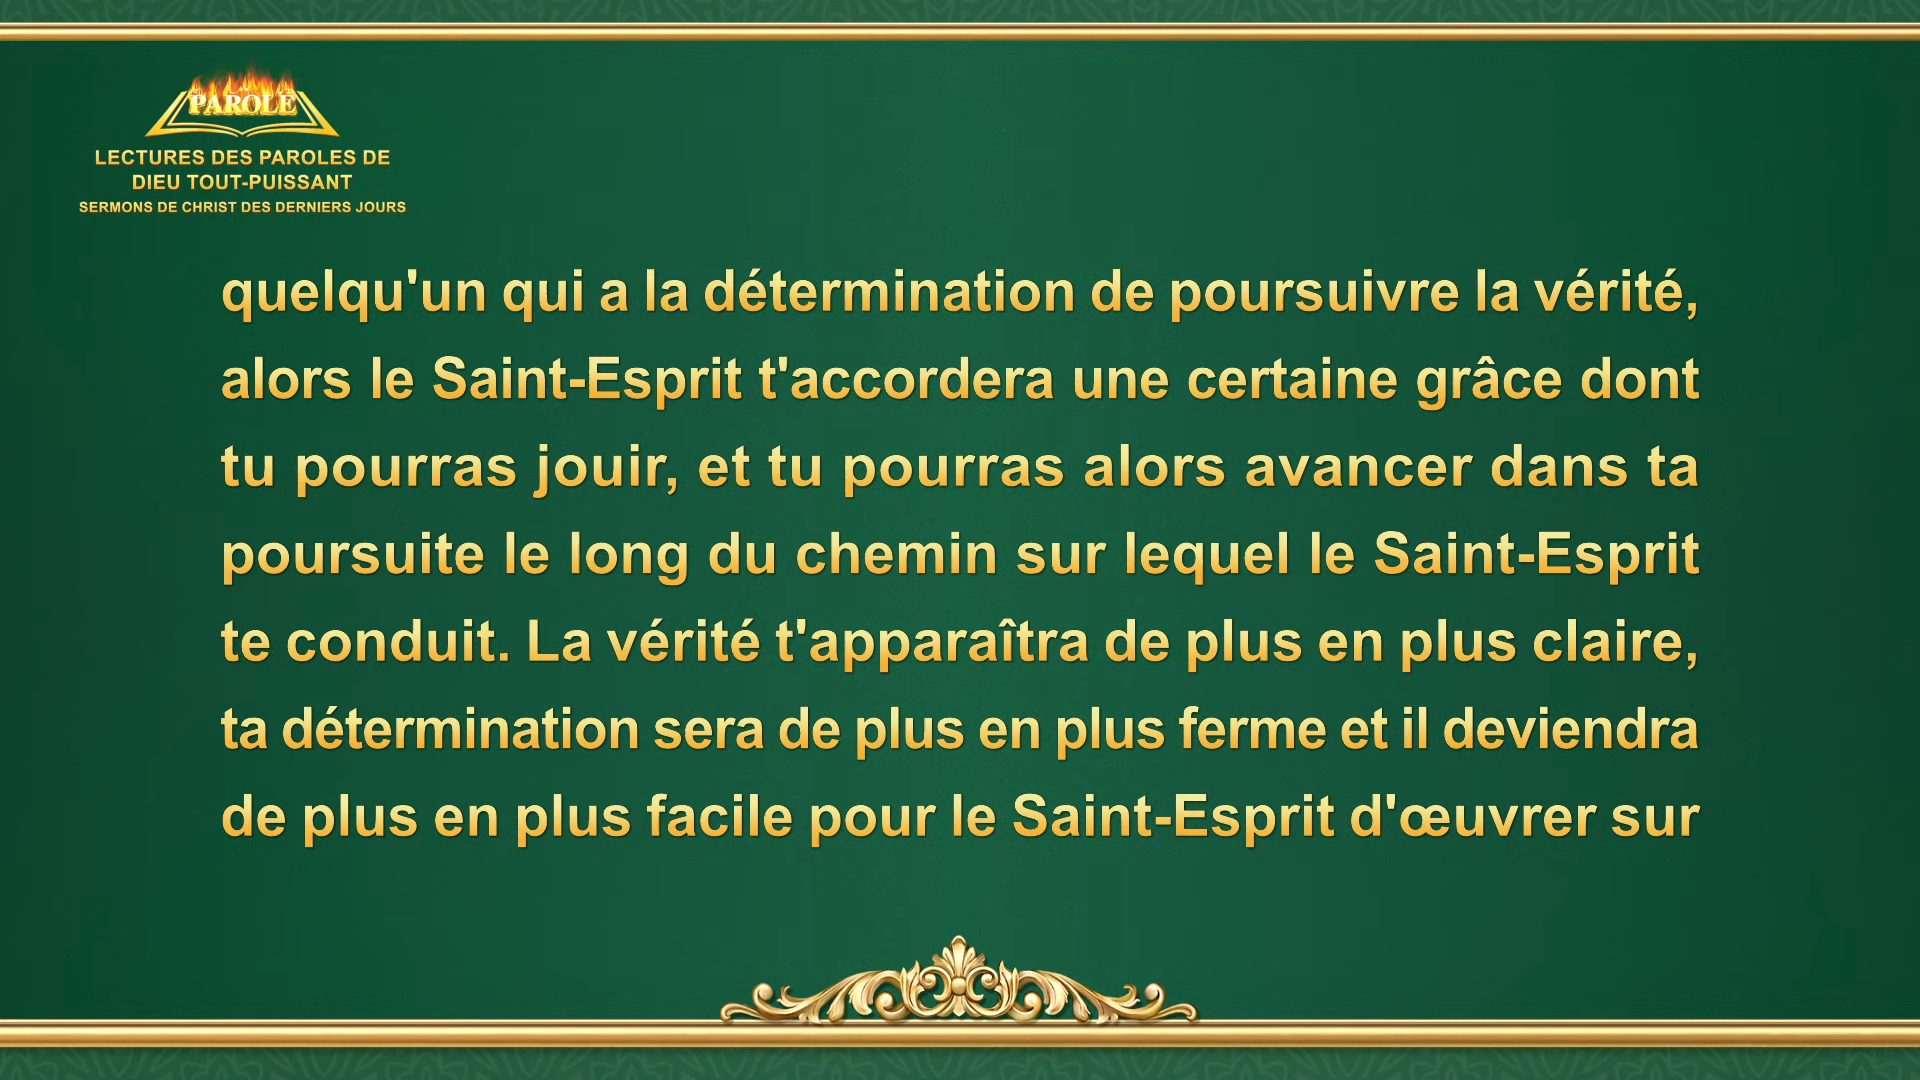 PAROLE
LECTURES DES PAROLES DE
DIEU TOUT-PUISSANT
SERMONS DE CHRIST DES DERNIERS JOURS
quelqu'un qui a la détermination de poursuivre la vérité,
alors le Saint-Esprit t'accordera une certaine grâce dont
tu pourras jouir, et tu pourras alors avancer dans ta
poursuite le long du chemin sur lequel le Saint-Esprit
te conduit. La vérité t'apparaîtra de plus en plus claire,
ta détermination sera de plus en plus ferme et il deviendra
de plus en plus facile pour le Saint-Esprit d'œuvrer sur